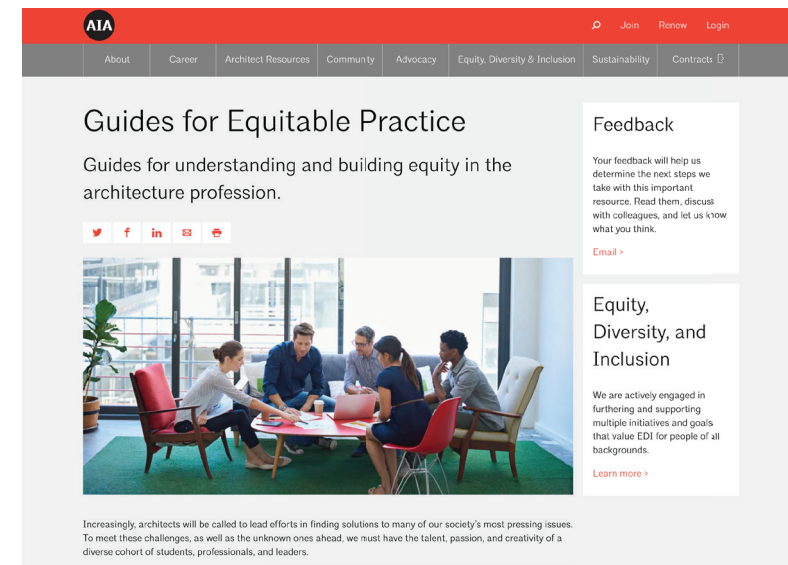 AIA
Join Renew Login
About Career Architect Resources Community Advocacy Equity, Diversity & Inclusion Sustainability Contracts
Guides for Equitable Practice
Guides for understanding and building equity in the
architecture profession.
Feedback
Your feedback will help us
determine the next steps we
take with this important
resource. Read them, discuss
with colleagues, and let us know
what you think.
Email >
Equity,
Diversity, and
Inclusion
We are actively engaged in
furthering and supporting
multiple initiatives and goals
that value EDI for people of all
backgrounds.
Learn more >
Increasingly, architects will be called to lead efforts in finding solutions to many of our society's most pressing issues.
To meet these challenges, as well as the unknown ones ahead, we must have the talent, passion, and creativity of a
diverse cohort of students, professionals, and leaders.